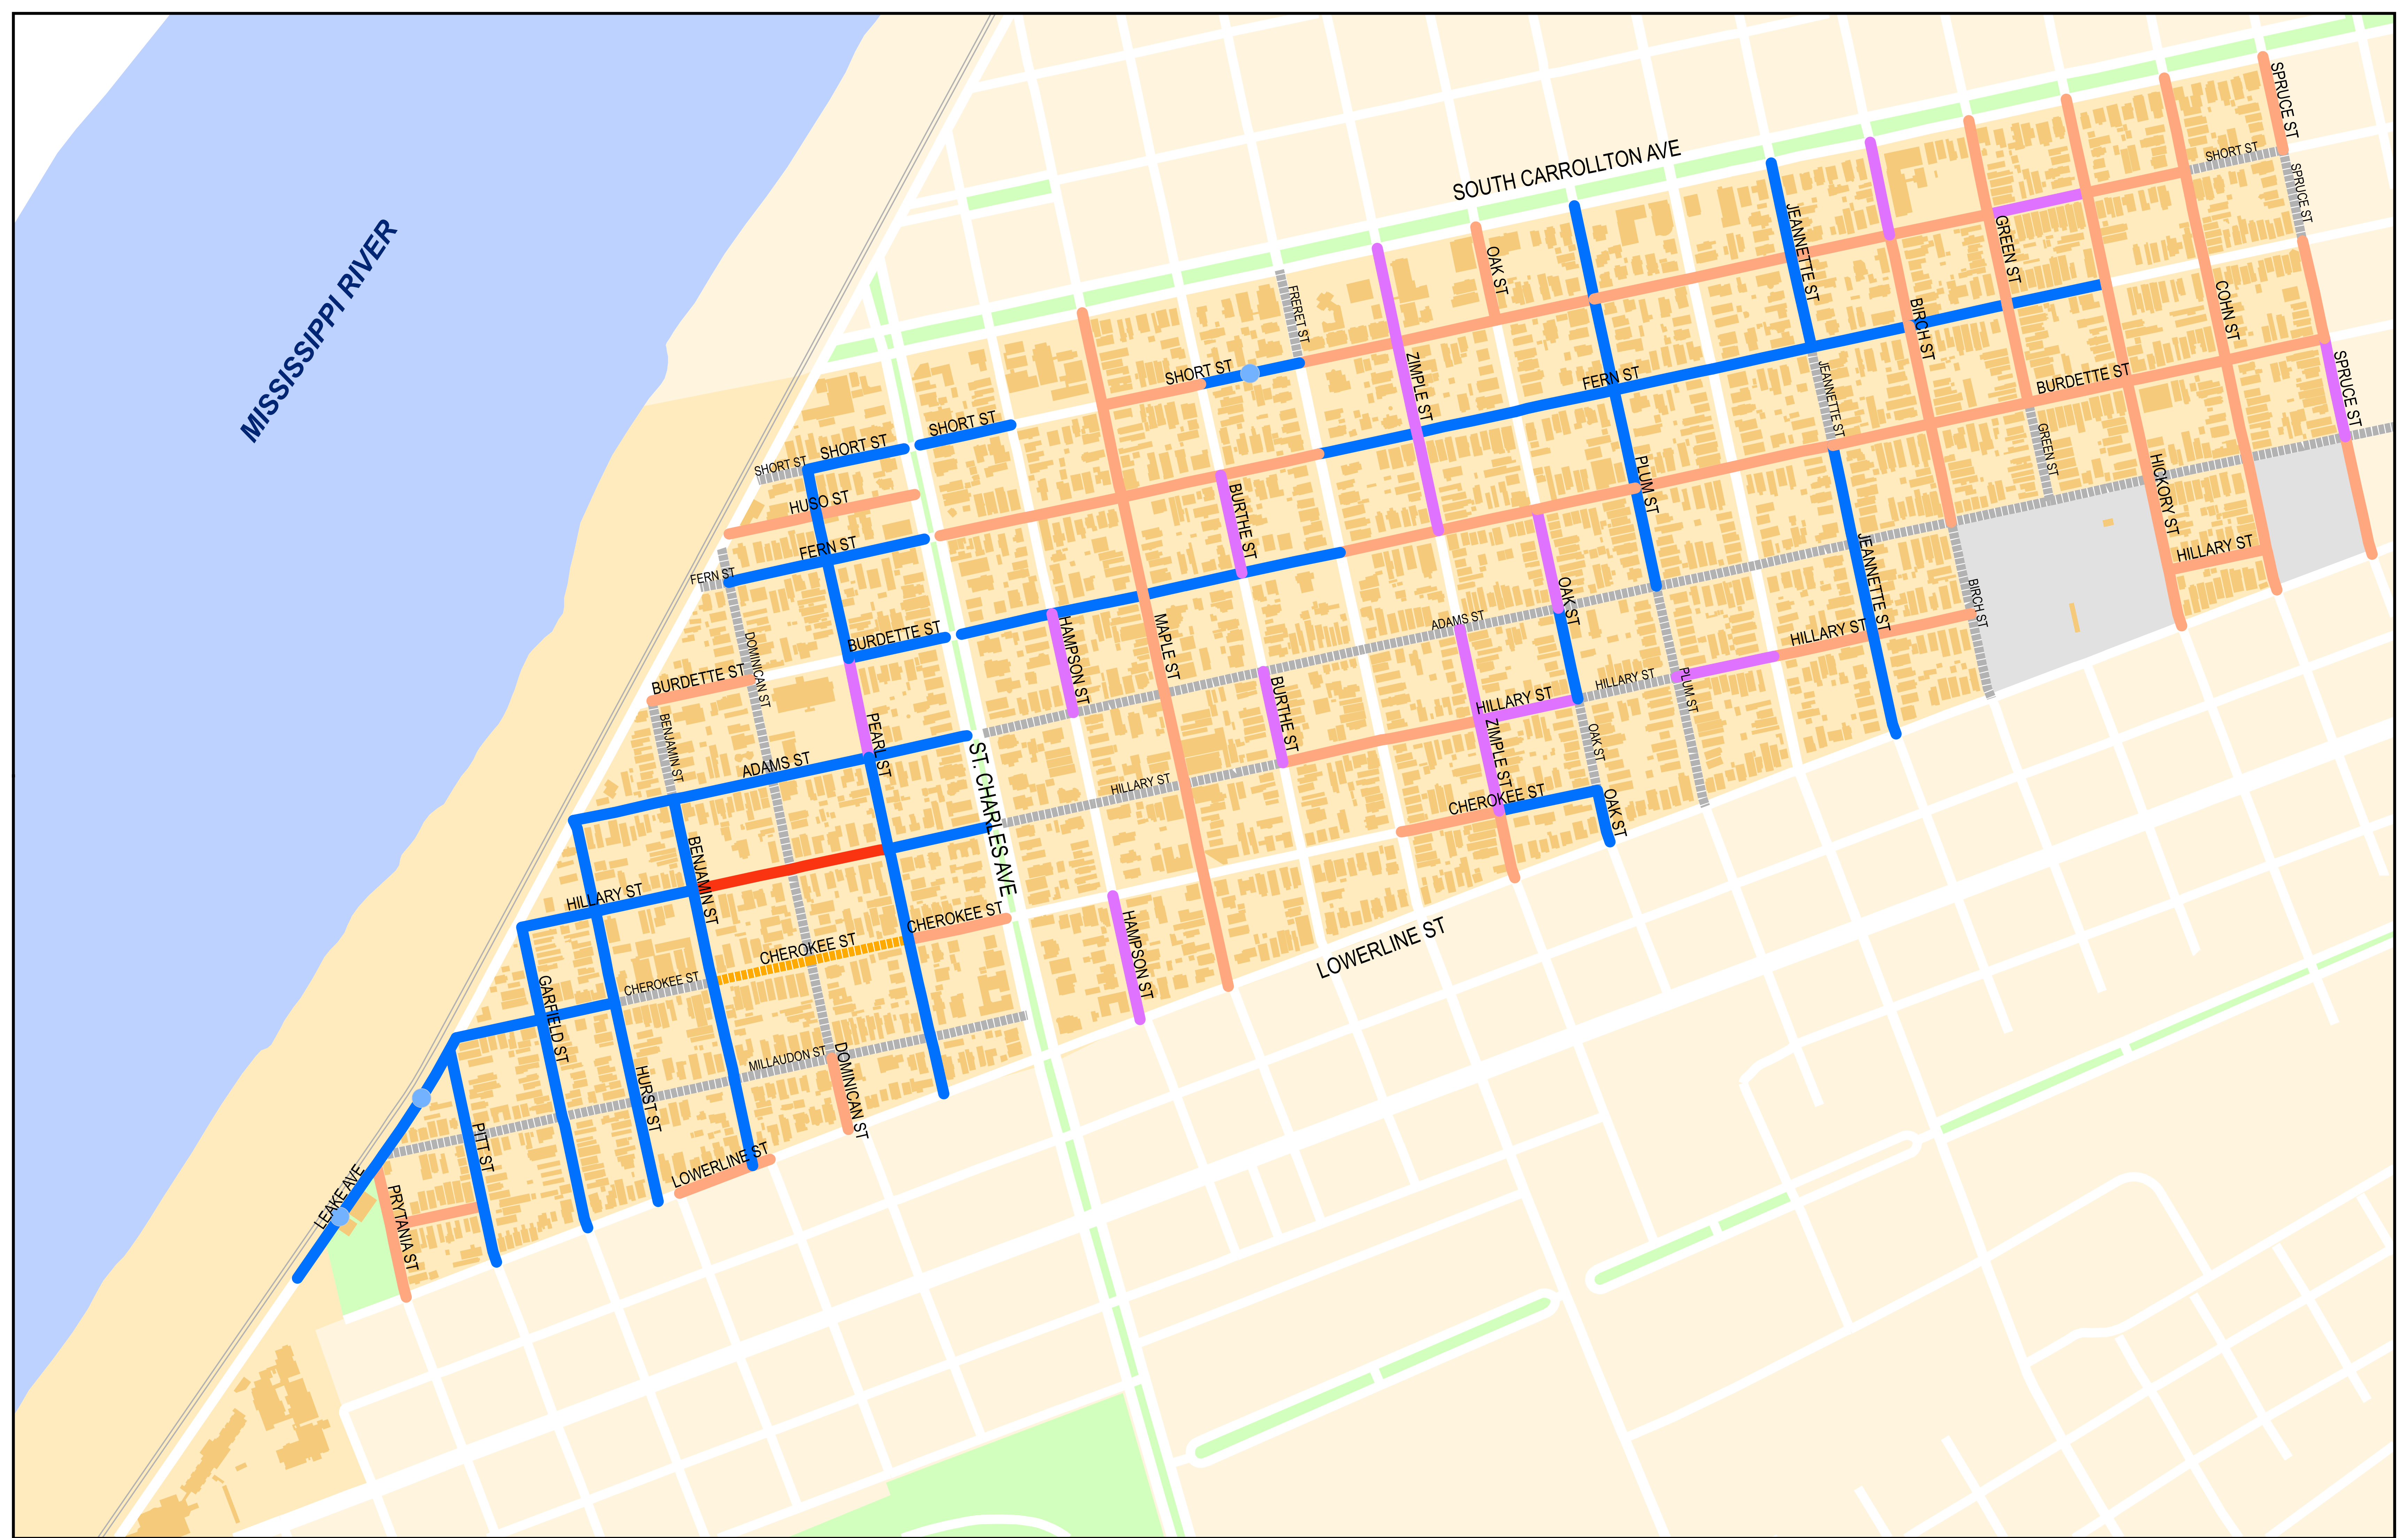 SPRUCE ST
SOUTH CARROLLTON AVE
SHORT ST
SPRUCE ST
MISSISSIPPI RIVER
JEANNETTE ST
GREEN ST
OAK ST
FRERET ST
COHN ST
BIRCH ST
SHORT ST
ZIMPLE ST
FERN ST
JEANNETTE ST
BURDETTE ST
SPRUCE ST
SHORT ST
SHORT ST
SHORT ST
GREEN ST
HICKORY ST
PLUM ST
BURTHE ST
HUSO ST
FERN ST
FERN ST
JEANNETTE ST
HILLARY ST
OAK ST
BIRCH ST
ADAMS ST
HILLARY ST
BURDETTE ST
HAMPSON ST
MAPLE ST
DOMINICAN ST
BURDETTE ST
HILLARY ST
PLUM ST
BURTHE ST
HILLARY ST
ZIMPLE ST
OAK ST
BENJAMIN ST
PEARL ST
ADAMS ST
ST. CHARLES AVE
HILLARY ST
CHEROKEE ST
OAK ST
BENJAMIN ST
HILLARY ST
CHEROKEE ST
CHEROKEE ST
HAMPSON ST
LOWERLINE ST
CHEROKEE ST
GARFIELD ST
MILLAUDON ST
DOMINICAN ST
HURST ST
PITT ST
LOWERLINE ST
LEAKE AVE
PRYTANIA ST